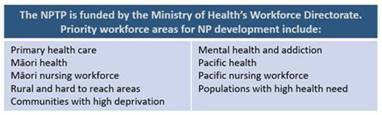 The NPTP is funded by the Ministry of Health's Workforce Directorate.
Priority workforce areas for NP development include:
Primary health care
Māori health
Māori nursing workforce
Rural and hard to reach areas
Communities with high deprivation
Mental health and addiction
Pacific health
Pacific nursing workforce
Populations with high health need